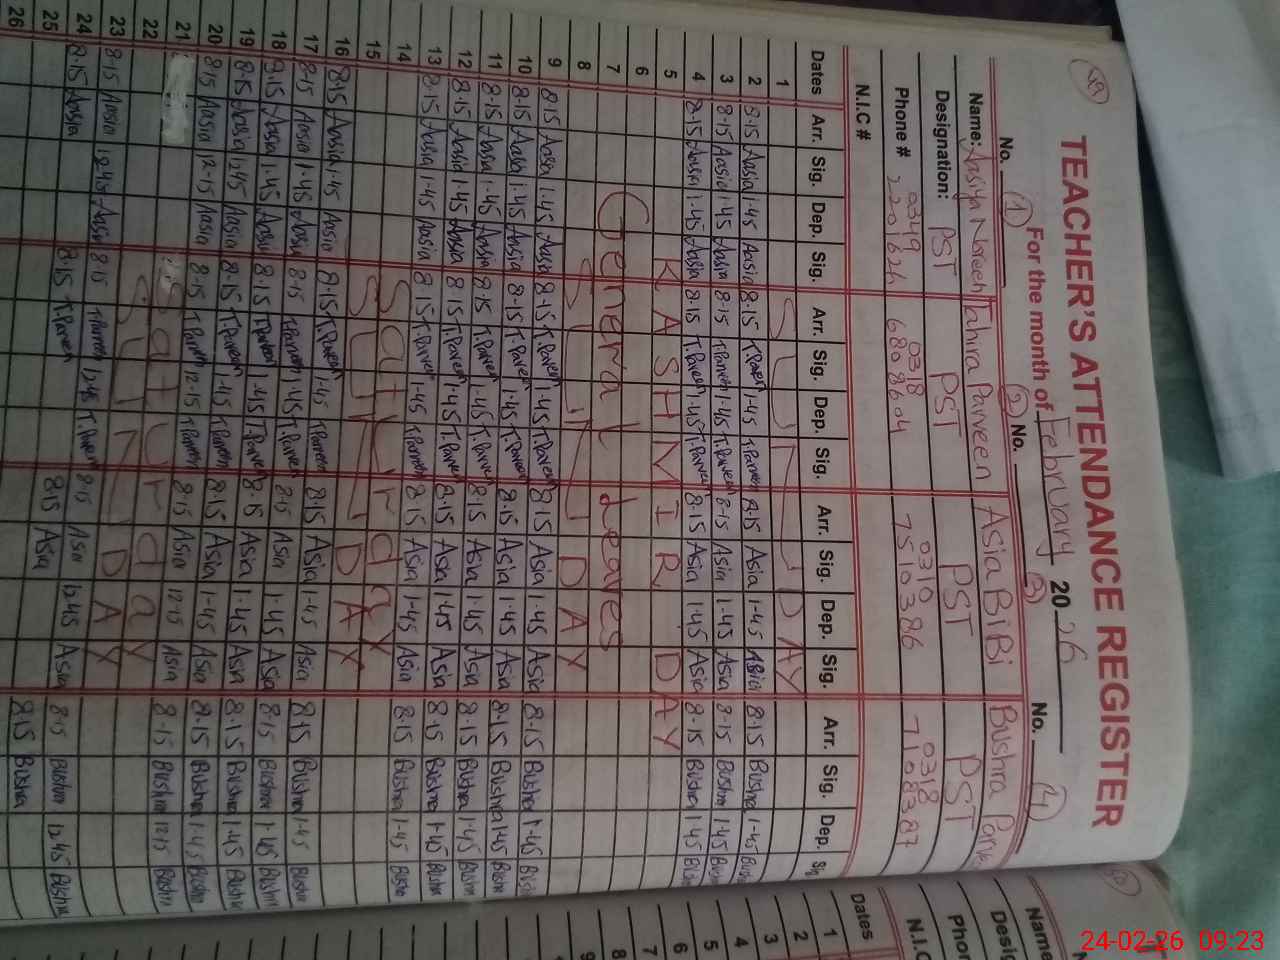 49
TEACHER'S ATTENDANCE REGISTER
For the month of February 2026
No. 1 No. 2 3 No. 4
Name: Aasiya Noreen Tahira Parveen Asia BiBi Bushra
Designation: PST PST PST PST
Phone # 0349 0318 0310 0318
6808604 7510386 7108387
N.I.C #
Dates Arr. Sig. Dep. Sig. Arr. Sig. Dep. Sig. Arr. Sig. Dep. Sig. Arr. Sig. Dep.
1 SUNDAY
2 8-15 Aasia 1-45 Aasia 8-15 T.Parveen 1-45 T.Parveen 8-15 Asia 1-45 Asia 8-15 Bushra 1-45
3 8-15 Aasia 1-45 Aasia 8-15 T.Parveen 1-45 T.Parveen 8-15 Asia 1-45 Asia 8-15 Bushra 1-45
4 8-15 Aasia 1-45 Aasia 8-15 T.Parveen 1-45 T.Parveen 8-15 Asia 1-45 Asia 8-15 Bushra 1-45
5 KASHMIR DAY
6
7 General Leaves
8 SUNDAY
9 8-15 Aasia 1-45 Aasia 8-15 T.Parveen 1-45 T.Parveen 8-15 Asia 1-45 Asia 8-15 Bushra 1-45
10 8-15 Aasia 1-45 Aasia 8-15 T.Parveen 1-45 T.Parveen 8-15 Asia 1-45 Asia 8-15 Bushra 1-45 Bushra
11 8-15 Aasia 1-45 Aasia 8-15 T.Parveen 1-45 T.Parveen 8-15 Asia 1-45 Asia 8-15 Bushra 1-45 Bushra
12 8-15 Aasia 1-45 Aasia 8-15 T.Parveen 1-45 T.Parveen 8-15 Asia 1-45 Asia 8-15 Bushra 1-45 Bushra
13 8-15 Aasia 1-45 Aasia 8-15 T.Parveen 1-45 T.Parveen 8-15 Asia 1-45 Asia 8-15 Bushra 1-45 Bushra
14 Saturday
15 SUNDAY
16 8-15 Aasia 1-45 Aasia 8-15 T.Parveen 1-45 T.Parveen 8-15 Asia 1-45 Asia 8-15 Bushra 1-45 Bushra
17 8-15 Aasia 1-45 Aasia 8-15 T.Parveen 1-45 T.Parveen 8-15 Asia 1-45 Asia 8-15 Bushra 1-45 Bushra
18 8-15 Aasia 1-45 Aasia 8-15 T.Parveen 1-45 T.Parveen 8-15 Asia 1-45 Asia 8-15 Bushra 1-45 Bushra
19 8-15 Aasia 1-45 Aasia 8-15 T.Parveen 1-45 T.Parveen 8-15 Asia 1-45 Asia 8-15 Bushra 1-45 Bushra
20 8-15 Aasia 12-15 Aasia 8-15 T.Parveen 12-15 T.Parveen 8-15 Asia 12-15 Asia 8-15 Bushra 12-15 Bushra
21 Saturday
22 SUNDAY
23 8-15 Aasia 12-45 Aasia 8-15 T.Parveen 12-45 T.Parveen 8-15 Asia 12-45 Asia 8-15 Bushra 12-45 Bushra
24 8-15 Aasia 8-15 T.Parveen 8-15 Asia 8-15 Bushra
25
26
50
Name
Phon
N.I.C
Dates
1
2
3
4
5
6
7
8
9
24-02-26 09:23